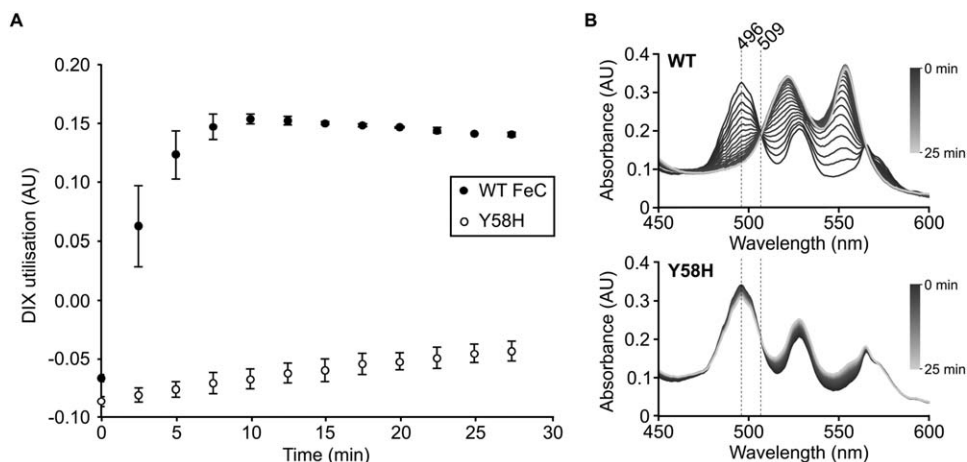 A
DIX utilisation (AU)
0.20
0.15
0.10
0.05
0.00
-0.05
-0.10
0
5
10
15
20
25
30
Time (min)
WT FeC
Y58H
B
496
509
WT
Absorbance (AU)
0.4
0.3
0.2
0.1
0
450
500
550
600
Wavelength (nm)
0 min
25 min
Y58H
Absorbance (AU)
0.4
0.3
0.2
0.1
0
450
500
550
600
Wavelength (nm)
0 min
25 min